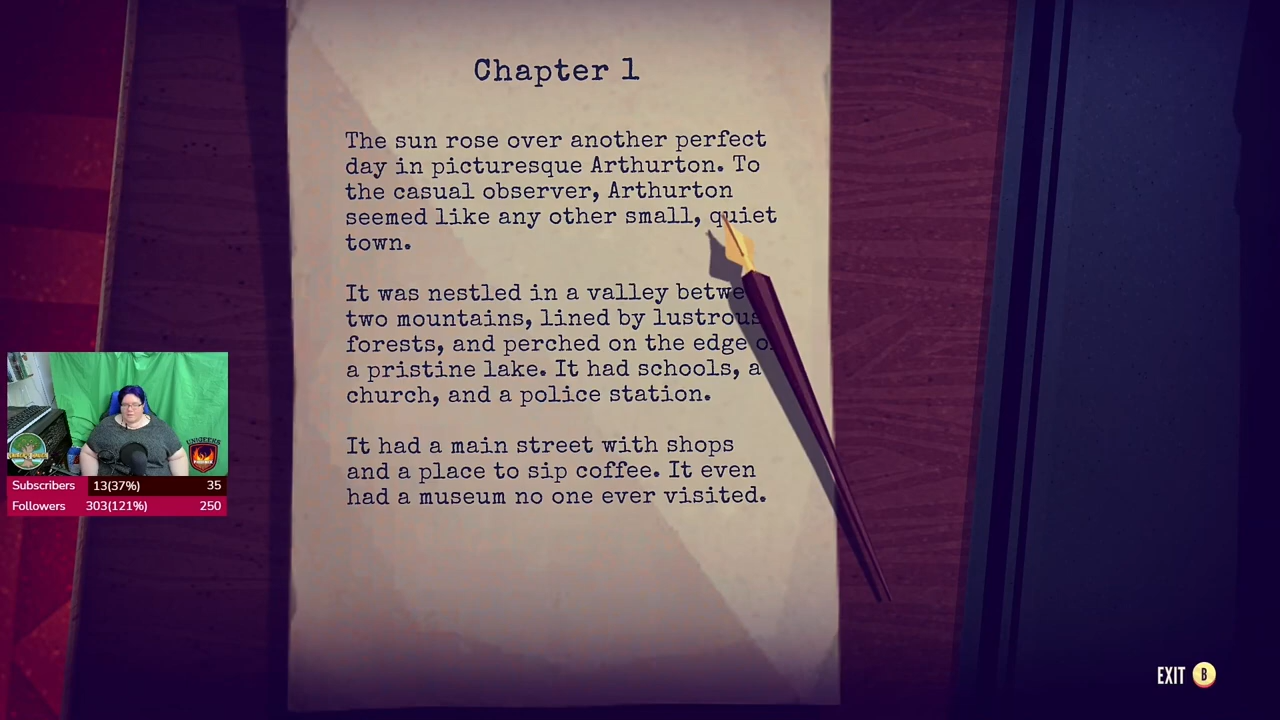 Chapter 1
The sun rose over another perfect
day in picturesque Arthurton. To
the casual observer, Arthurton
seemed like any other small, quiet
town.
It was nestled in a valley betwe
two mountains, lined by lustrous
forests, and perched on the edge o
a pristine lake. It had schools, a
church, and a police station.
It had a main street with shops
and a place to sip coffee. It even
had a museum no one ever visited.
Subscribers 13(37%) 35
Followers 303(121%) 250
EXIT B